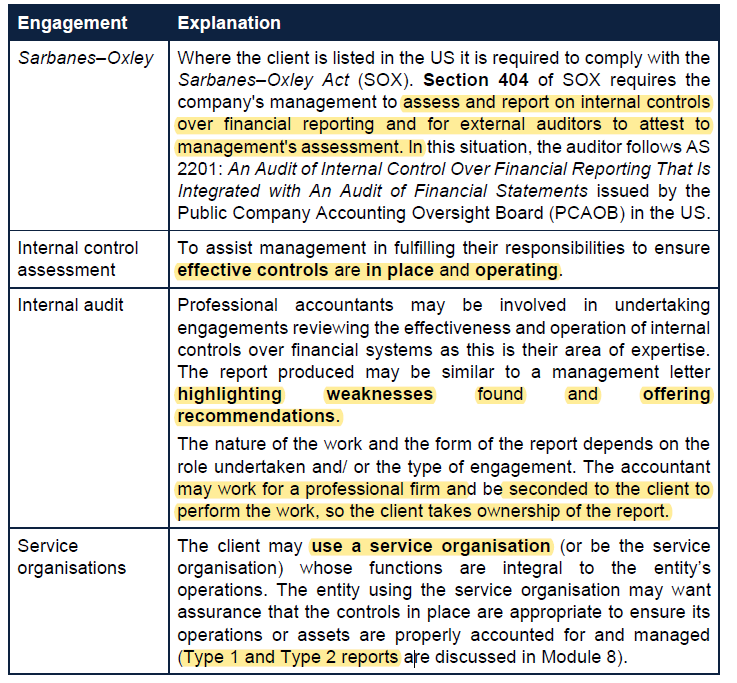 Engagement Explanation
Sarbanes–Oxley
Where the client is listed in the US it is required to comply with the
Sarbanes–Oxley Act (SOX). Section 404 of SOX requires the
company's management to assess and report on internal controls
over financial reporting and for external auditors to attest to
management's assessment. In this situation, the auditor follows AS
2201: An Audit of Internal Control Over Financial Reporting That Is
Integrated with An Audit of Financial Statements issued by the
Public Company Accounting Oversight Board (PCAOB) in the US.
Internal control
assessment
To assist management in fulfilling their responsibilities to ensure
effective controls are in place and operating.
Internal audit
Professional accountants may be involved in undertaking
engagements reviewing the effectiveness and operation of internal
controls over financial systems as this is their area of expertise.
The report produced may be similar to a management letter
highlighting weaknesses found and offering
recommendations.
The nature of the work and the form of the report depends on the
role undertaken and/ or the type of engagement. The accountant
may work for a professional firm and be seconded to the client to
perform the work, so the client takes ownership of the report.
Service
organisations
The client may use a service organisation (or be the service
organisation) whose functions are integral to the entity's
operations. The entity using the service organisation may want
assurance that the controls in place are appropriate to ensure its
operations or assets are properly accounted for and managed
(Type 1 and Type 2 reports are discussed in Module 8).